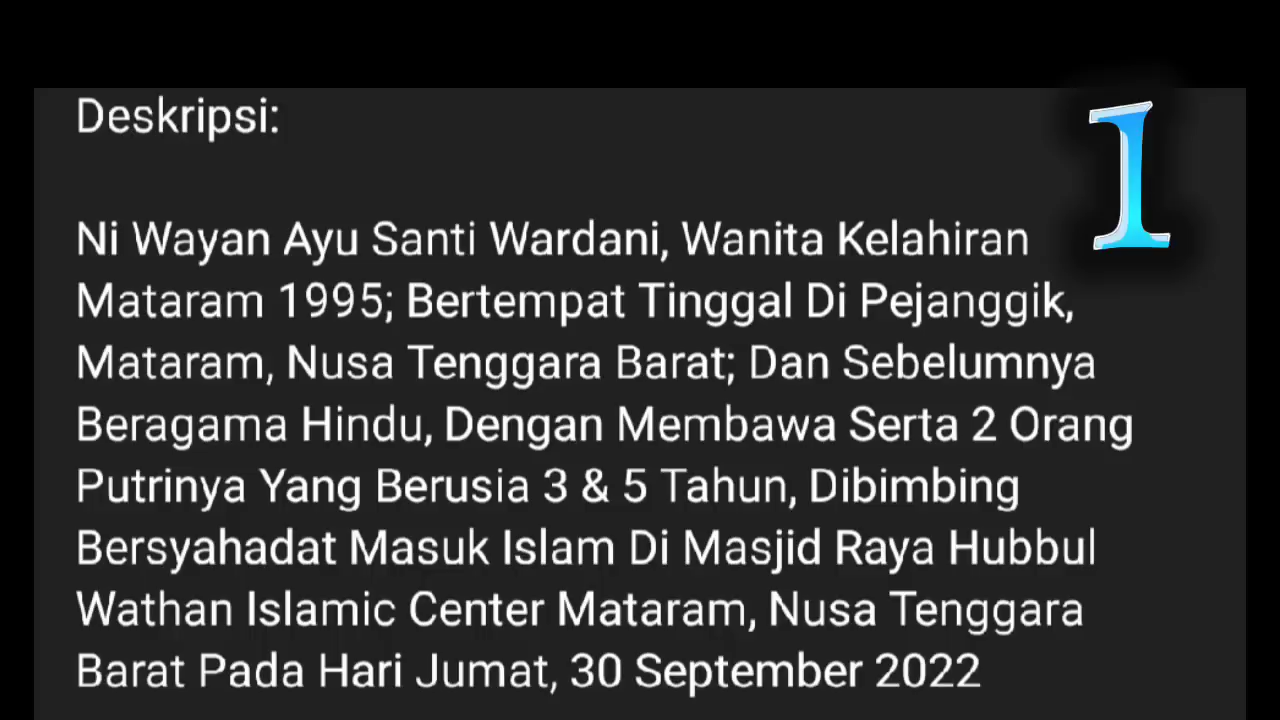 Deskripsi:
1
Ni Wayan Ayu Santi Wardani, Wanita Kelahiran
Mataram 1995; Bertempat Tinggal Di Pejanggik,
Mataram, Nusa Tenggara Barat; Dan Sebelumnya
Beragama Hindu, Dengan Membawa Serta 2 Orang
Putrinya Yang Berusia 3 & 5 Tahun, Dibimbing
Bersyahadat Masuk Islam Di Masjid Raya Hubbul
Wathan Islamic Center Mataram, Nusa Tenggara
Barat Pada Hari Jumat, 30 September 2022